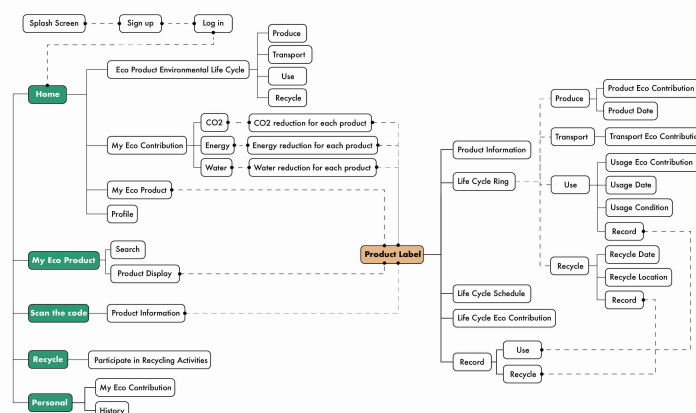 Splash Screen
Sign up
Log in
Home
Eco Product Environmental Life Cycle
Produce
Transport
Use
Recycle
My Eco Contribution
CO2
CO2 reduction for each product
Energy
Energy reduction for each product
Water
Water reduction for each product
My Eco Product
Profile
My Eco Product
Search
Product Display
Scan the code
Product Information
Recycle
Participate in Recycling Activities
Personal
My Eco Contribution
History
Product Label
Product Information
Life Cycle Ring
Produce
Product Eco Contribution
Product Date
Transport
Transport Eco Contributio
Use
Usage Eco Contribution
Usage Date
Usage Condition
Record
Recycle
Recycle Date
Recycle Location
Record
Life Cycle Schedule
Life Cycle Eco Contribution
Record
Use
Recycle